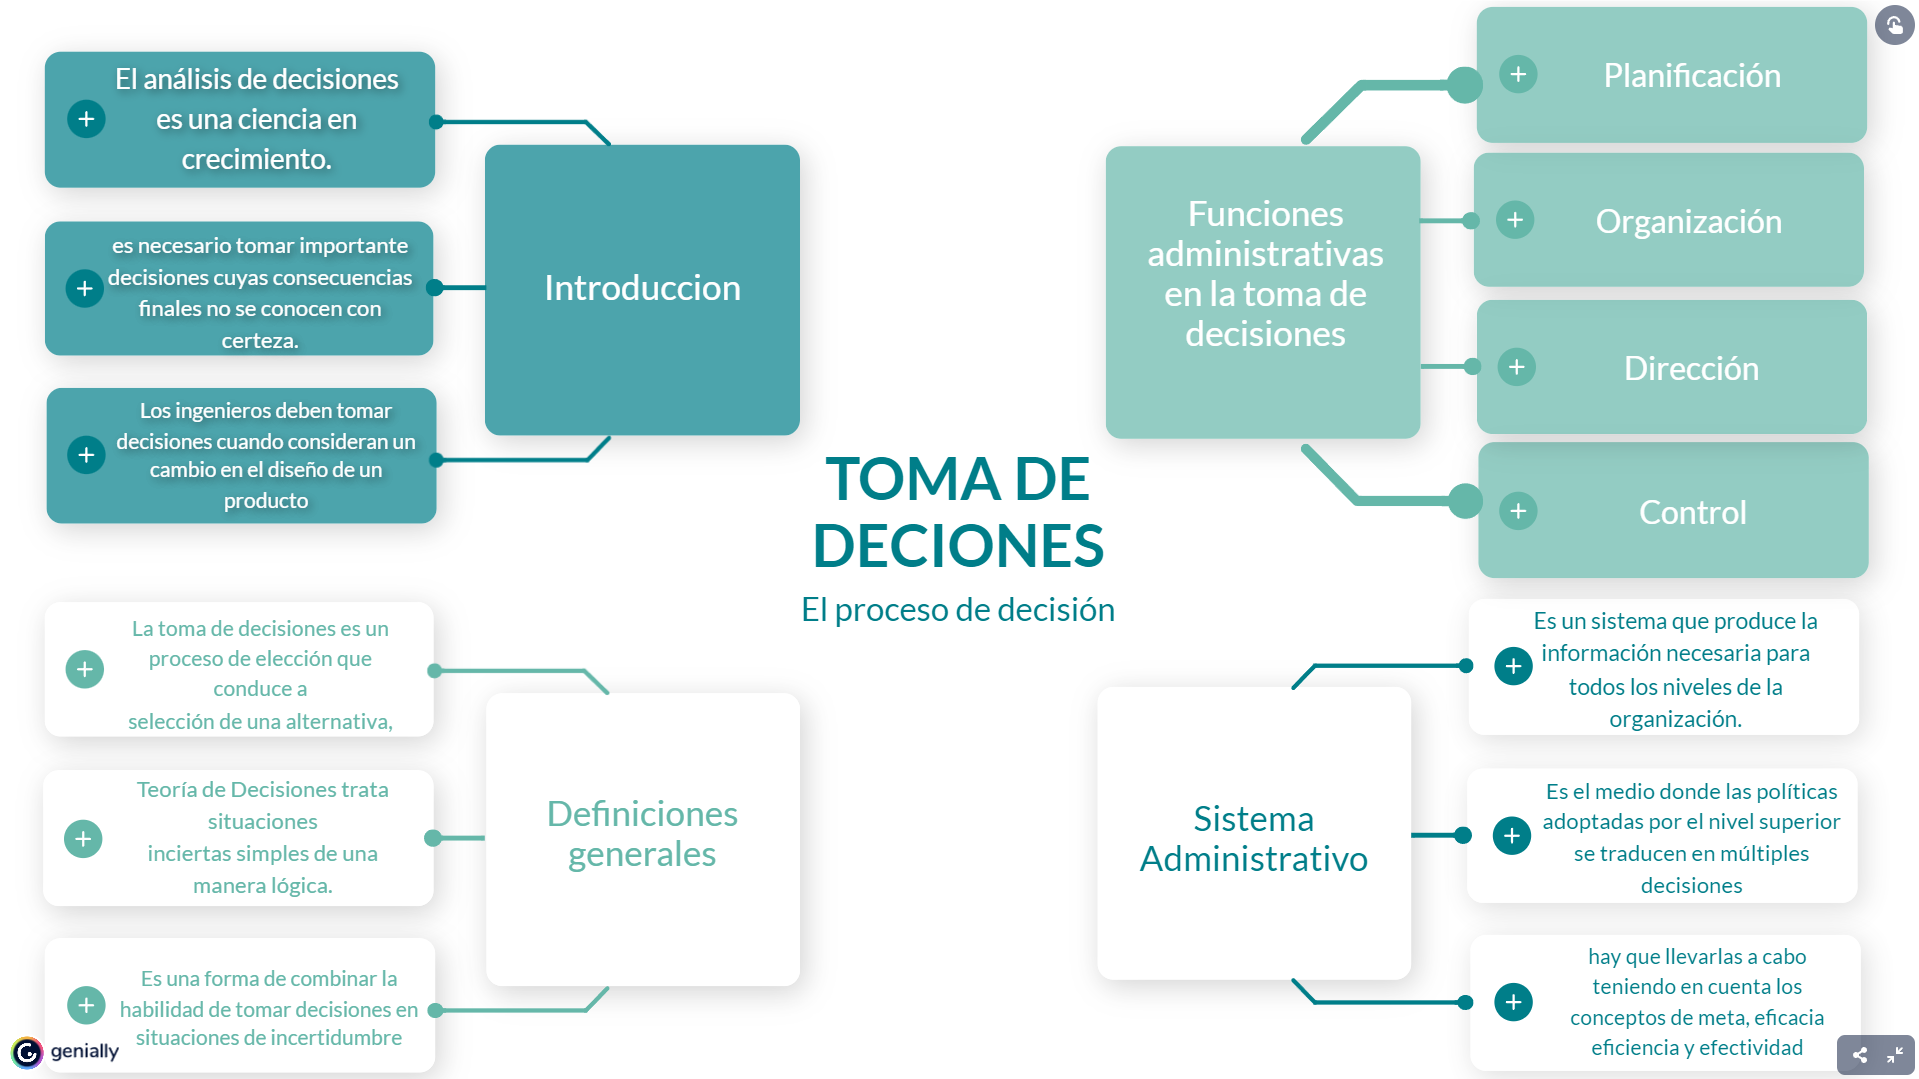 El análisis de decisiones
es una ciencia en
crecimiento.
es necesario tomar importante
decisiones cuyas consecuencias
finales no se conocen con
certeza.
Los ingenieros deben tomar
decisiones cuando consideran un
cambio en el diseño de un
producto
Introduccion
Funciones
administrativas
en la toma de
decisiones
Planificación
Organización
Dirección
Control
TOMA DE
DECIONES
El proceso de decisión
La toma de decisiones es un
proceso de elección que
conduce a
selección de una alternativa,
Teoría de Decisiones trata
situaciones
inciertas simples de una
manera lógica.
Es una forma de combinar la
habilidad de tomar decisiones en
situaciones de incertidumbre
Definiciones
generales
Sistema
Administrativo
Es un sistema que produce la
información necesaria para
todos los niveles de la
organización.
Es el medio donde las políticas
adoptadas por el nivel superior
se traducen en múltiples
decisiones
hay que llevarlas a cabo
teniendo en cuenta los
conceptos de meta, eficacia
eficiencia y efectividad
genially